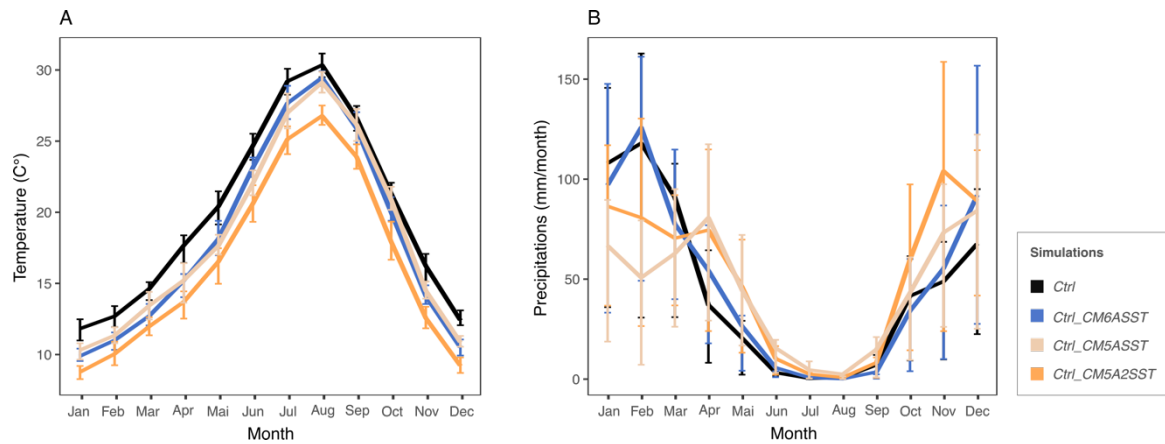 A
Temperature (C°)
30
25
20
15
10
Jan Feb Mar Apr Mai Jun Jul Aug Sep Oct Nov Dec
Month
B
Precipitations (mm/month)
150
100
50
0
Jan Feb Mar Apr Mai Jun Jul Aug Sep Oct Nov Dec
Month
Simulations
Ctrl
Ctrl_CM6ASST
Ctrl_CM5ASST
Ctrl_CM5A2SST